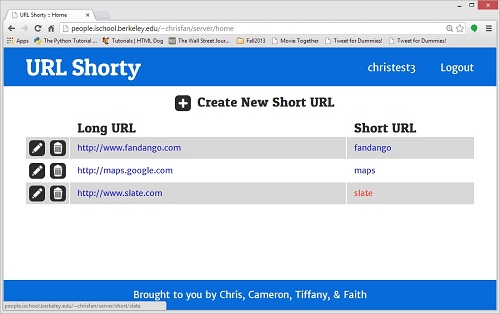 URL Shorty :: Home
people.ischool.berkeley.edu/~chrisfan/server/home
Apps The Python Tutorial ... Tutorials | HTML Dog The Wall Street Jour... Fall2013 Movie Together Tweet for Dummies! Tweet for Dummies!
URL Shorty christest3 Logout
Create New Short URL
Long URL Short URL
http://www.fandango.com fandango
http://maps.google.com maps
http://www.slate.com slate
Brought to you by Chris, Cameron, Tiffany, & Faith
people.ischool.berkeley.edu/~chrisfan/server/short/slate